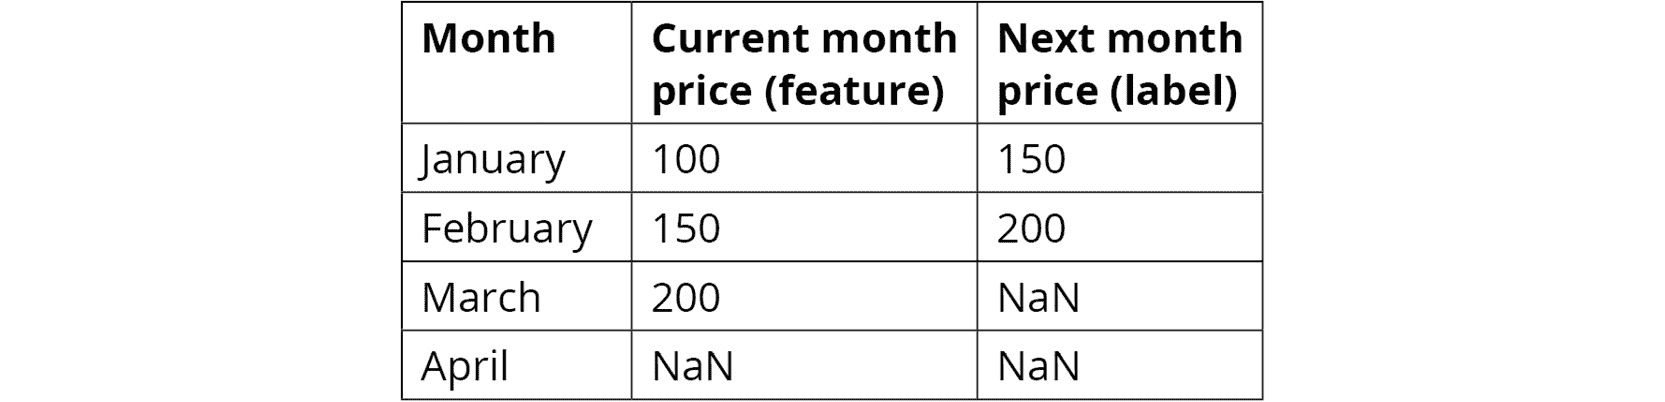 Month Current month Next month
price (feature) price (label)
January 100 150
February 150 200
March 200 NaN
April NaN NaN